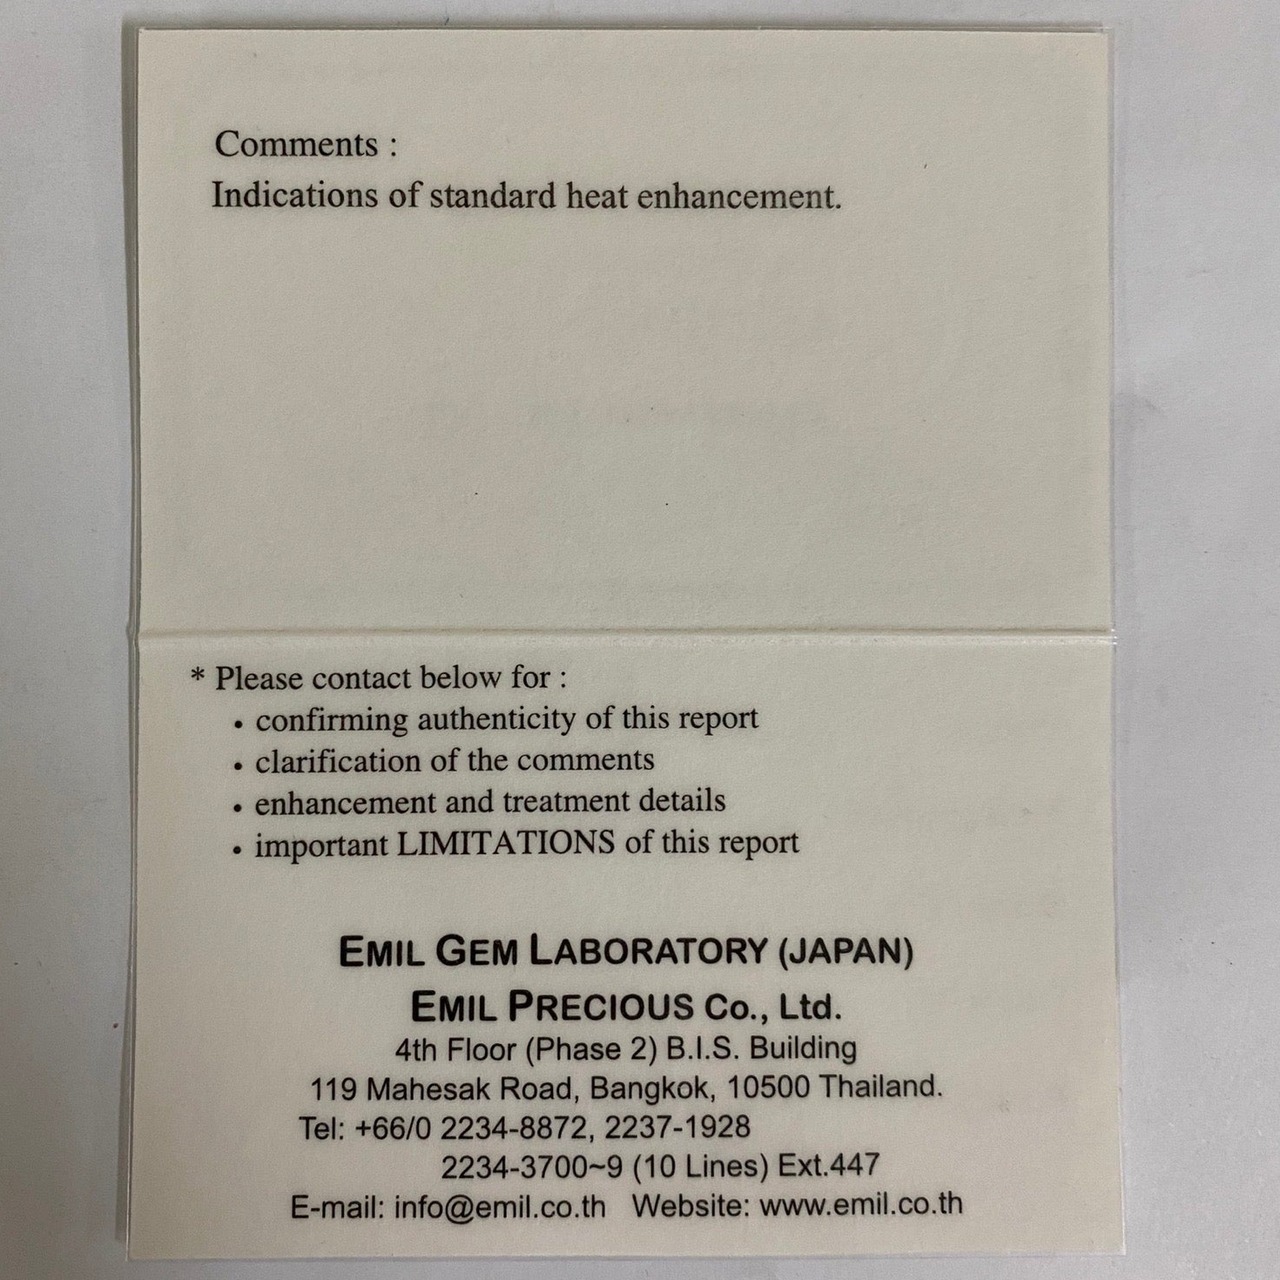 Comments :
Indications of standard heat enhancement.
* Please contact below for :
• confirming authenticity of this report
• clarification of the comments
• enhancement and treatment details
• important LIMITATIONS of this report
EMIL GEM LABORATORY (JAPAN)
EMIL PRECIOUS Co., Ltd.
4th Floor (Phase 2) B.I.S. Building
119 Mahesak Road, Bangkok, 10500 Thailand.
Tel: +66/0 2234-8872, 2237-1928
2234-3700~9 (10 Lines) Ext.447
E-mail: info@emil.co.th Website: www.emil.co.th